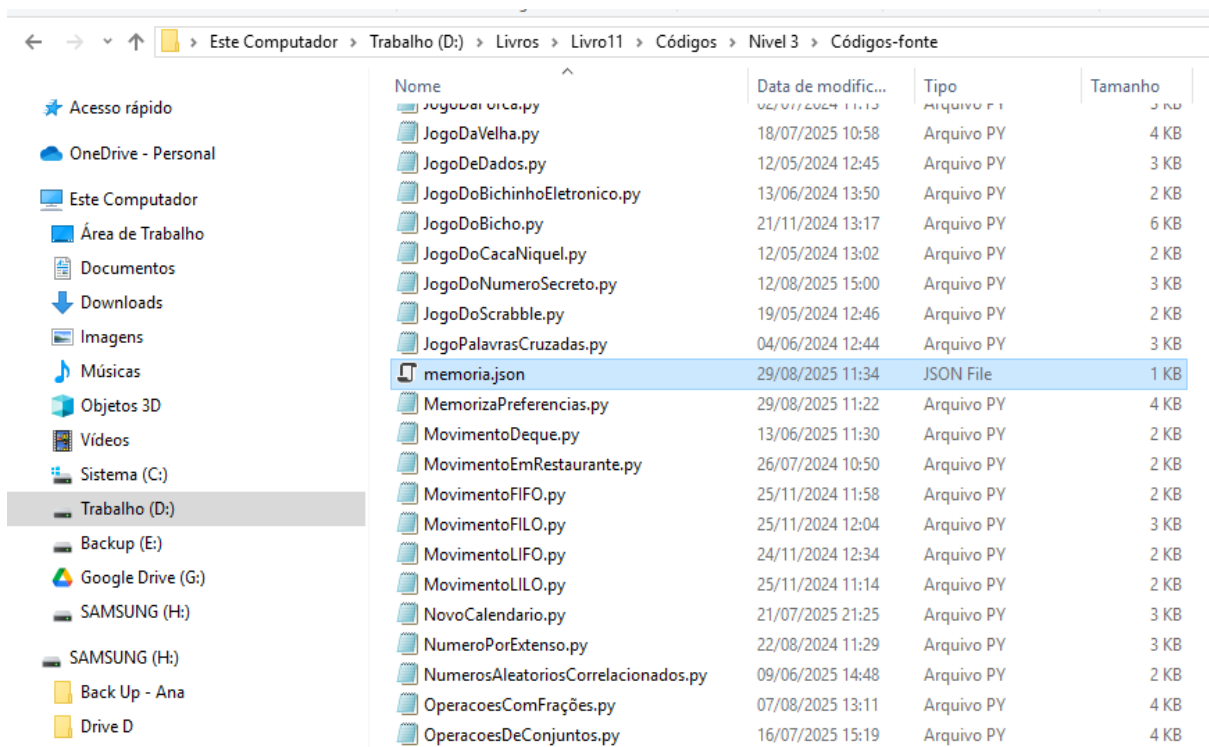 Este Computador > Trabalho (D:) > Livros > Livro11 > Códigos > Nivel 3 > Códigos-fonte
Nome Data de modific... Tipo Tamanho
Acesso rápido
OneDrive - Personal
Este Computador
Área de Trabalho
Documentos
Downloads
Imagens
Músicas
Objetos 3D
Vídeos
Sistema (C:)
Trabalho (D:)
Backup (E:)
Google Drive (G:)
SAMSUNG (H:)
SAMSUNG (H:)
Back Up - Ana
Drive D
JogoDaForca.py 02/07/2024 11:13 Arquivo PY 3 KB
JogoDaVelha.py 18/07/2025 10:58 Arquivo PY 4 KB
JogoDeDados.py 12/05/2024 12:45 Arquivo PY 3 KB
JogoDoBichinhoEletronico.py 13/06/2024 13:50 Arquivo PY 2 KB
JogoDoBicho.py 21/11/2024 13:17 Arquivo PY 6 KB
JogoDoCacaNiquel.py 12/05/2024 13:02 Arquivo PY 2 KB
JogoDoNumeroSecreto.py 12/08/2025 15:00 Arquivo PY 3 KB
JogoDoScrabble.py 19/05/2024 12:46 Arquivo PY 2 KB
JogoPalavrasCruzadas.py 04/06/2024 12:44 Arquivo PY 3 KB
memoria.json 29/08/2025 11:34 JSON File 1 KB
MemorizaPreferencias.py 29/08/2025 11:22 Arquivo PY 4 KB
MovimentoDeque.py 13/06/2025 11:30 Arquivo PY 2 KB
MovimentoEmRestaurante.py 26/07/2024 10:50 Arquivo PY 2 KB
MovimentoFIFO.py 25/11/2024 11:58 Arquivo PY 2 KB
MovimentoFILO.py 25/11/2024 12:04 Arquivo PY 3 KB
MovimentoLIFO.py 24/11/2024 12:34 Arquivo PY 2 KB
MovimentoLILO.py 25/11/2024 11:14 Arquivo PY 2 KB
NovoCalendario.py 21/07/2025 21:25 Arquivo PY 3 KB
NumeroPorExtenso.py 22/08/2024 11:29 Arquivo PY 3 KB
NumerosAleatoriosCorrelacionados.py 09/06/2025 14:48 Arquivo PY 2 KB
OperacoesComFrações.py 07/08/2025 13:11 Arquivo PY 4 KB
OperacoesDeConjuntos.py 16/07/2025 15:19 Arquivo PY 4 KB